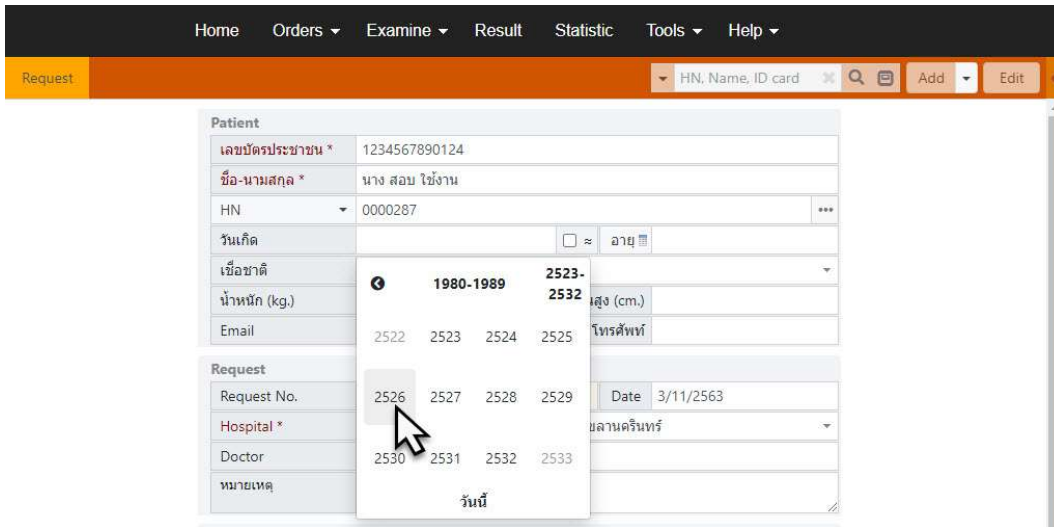 Home Orders Examine Result Statistic Tools Help
Request HN, Name, ID card Add Edit
Patient
เลขบัตรประชาชน * 1234567890124
ชื่อ-นามสกุล * นาง สอบ ใช้งาน
HN 0000287 •••
วันเกิด ≈ อายุ
เชื้อชาติ
1980-1989 2523-
2532
น้ำหนัก (kg.) นสูง (cm.)
Email โทรศัพท์
2522 2523 2524 2525
Request
Request No. Date 3/11/2563
2526 2527 2528 2529
Hospital * ขลานครินทร์
Doctor
2530 2531 2532 2533
หมายเหตุ
วันนี้